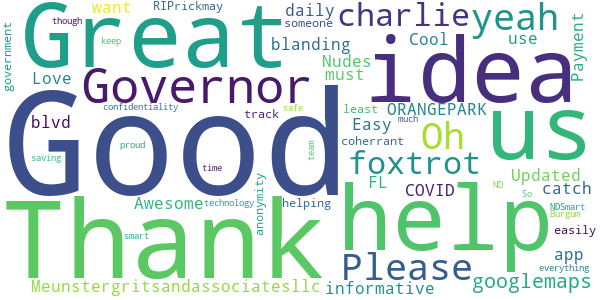 though
want
RIPrickmay
daily
someone
charlie
yeah
Great
government
keep
blanding
Cool
use
Payment
Love
Governor
Nudes
must
idea
Good
confidentiality
track
least
ORANGEPARK
safe
much
blvd
Easy
coherrant
Oh
us
saving
proud
team
time
foxtrot
Thank
help
FL
COVID
Updated
ND
catch
Awesome
technology
anonymity
helping
So
NDSmart
Burgum
easily
smart
Please
app
everything
Meunstergritsandassociatesllc
informative
googlemaps